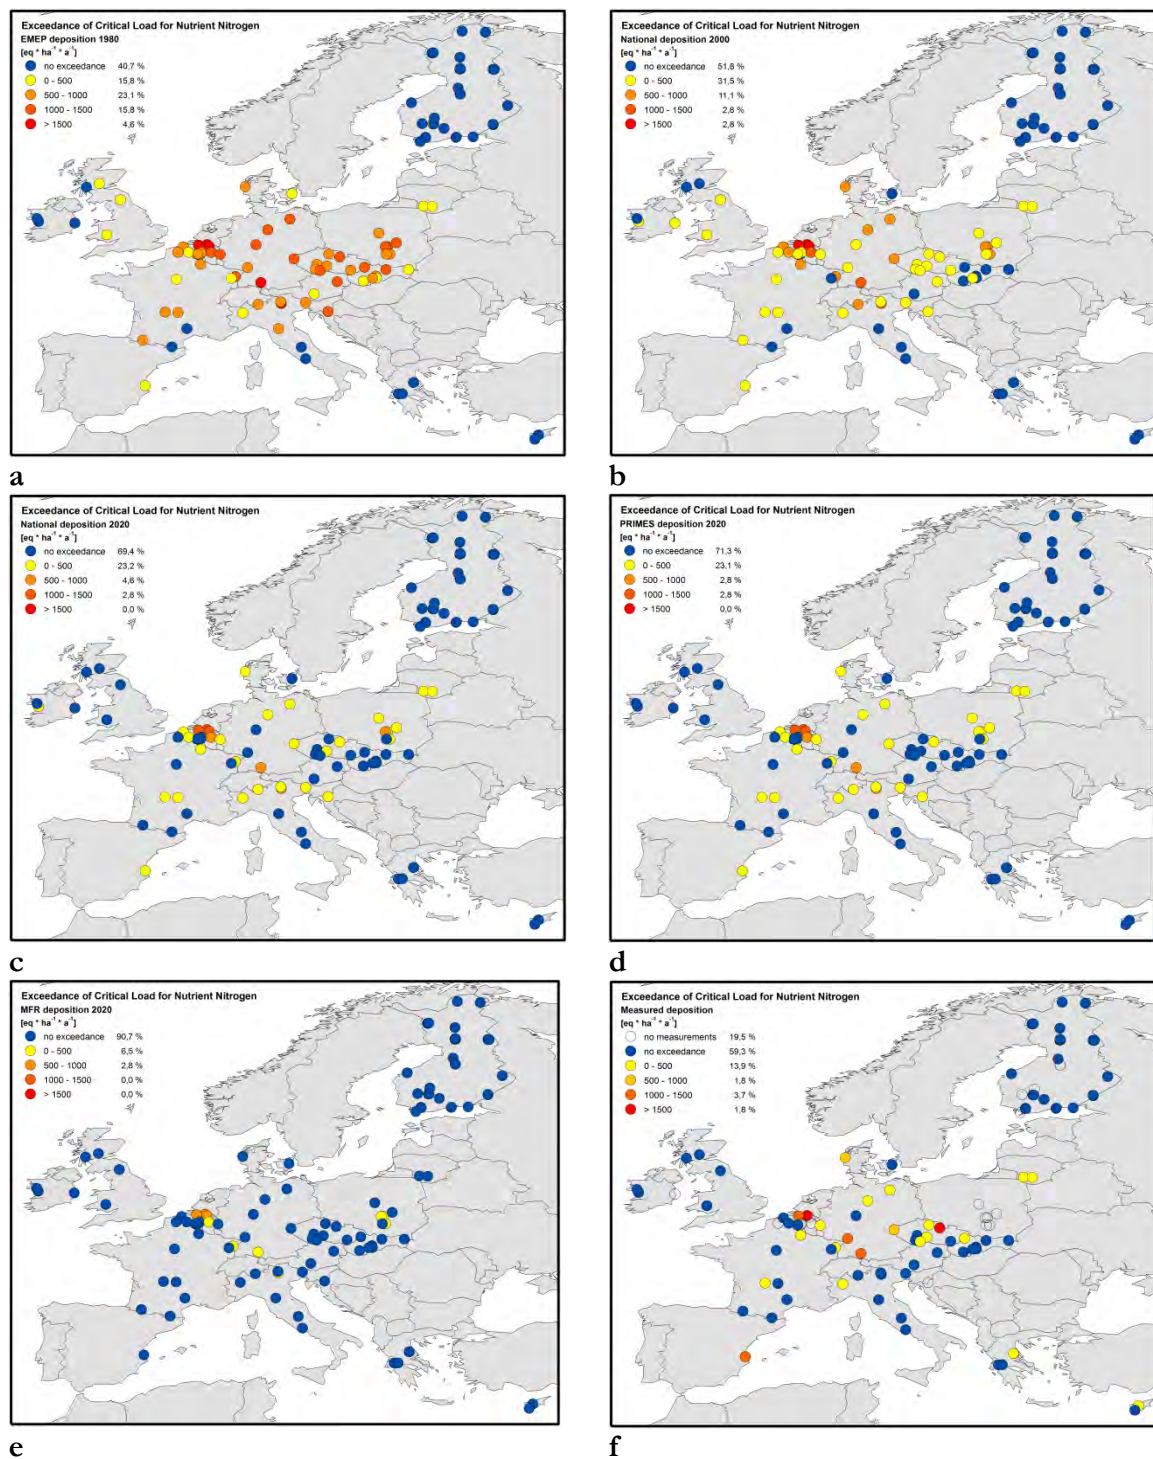 Exceedance of Critical Load for Nutrient Nitrogen
EMEP deposition 1980
[eq * ha⁻¹ * a⁻¹]
no exceedance 40,7 %
0 - 500 15,8 %
500 - 1000 23,1 %
1000 - 1500 15,8 %
> 1500 4,6 %
a
Exceedance of Critical Load for Nutrient Nitrogen
National deposition 2000
[eq * ha⁻¹ * a⁻¹]
no exceedance 51,8 %
0 - 500 31,5 %
500 - 1000 11,1 %
1000 - 1500 2,8 %
> 1500 2,8 %
b
Exceedance of Critical Load for Nutrient Nitrogen
National deposition 2020
[eq * ha⁻¹ * a⁻¹]
no exceedance 69,4 %
0 - 500 23,2 %
500 - 1000 4,6 %
1000 - 1500 2,8 %
> 1500 0,0 %
c
Exceedance of Critical Load for Nutrient Nitrogen
PRIMES deposition 2020
[eq * ha⁻¹ * a⁻¹]
no exceedance 71,3 %
0 - 500 23,1 %
500 - 1000 2,8 %
1000 - 1500 2,8 %
> 1500 0,0 %
d
Exceedance of Critical Load for Nutrient Nitrogen
MFR deposition 2020
[eq * ha⁻¹ * a⁻¹]
no exceedance 90,7 %
0 - 500 6,5 %
500 - 1000 2,8 %
1000 - 1500 0,0 %
> 1500 0,0 %
e
Exceedance of Critical Load for Nutrient Nitrogen
Measured deposition
[eq * ha⁻¹ * a⁻¹]
no measurements 19,5 %
no exceedance 59,3 %
0 - 500 13,9 %
500 - 1000 1,8 %
1000 - 1500 3,7 %
> 1500 1,8 %
f